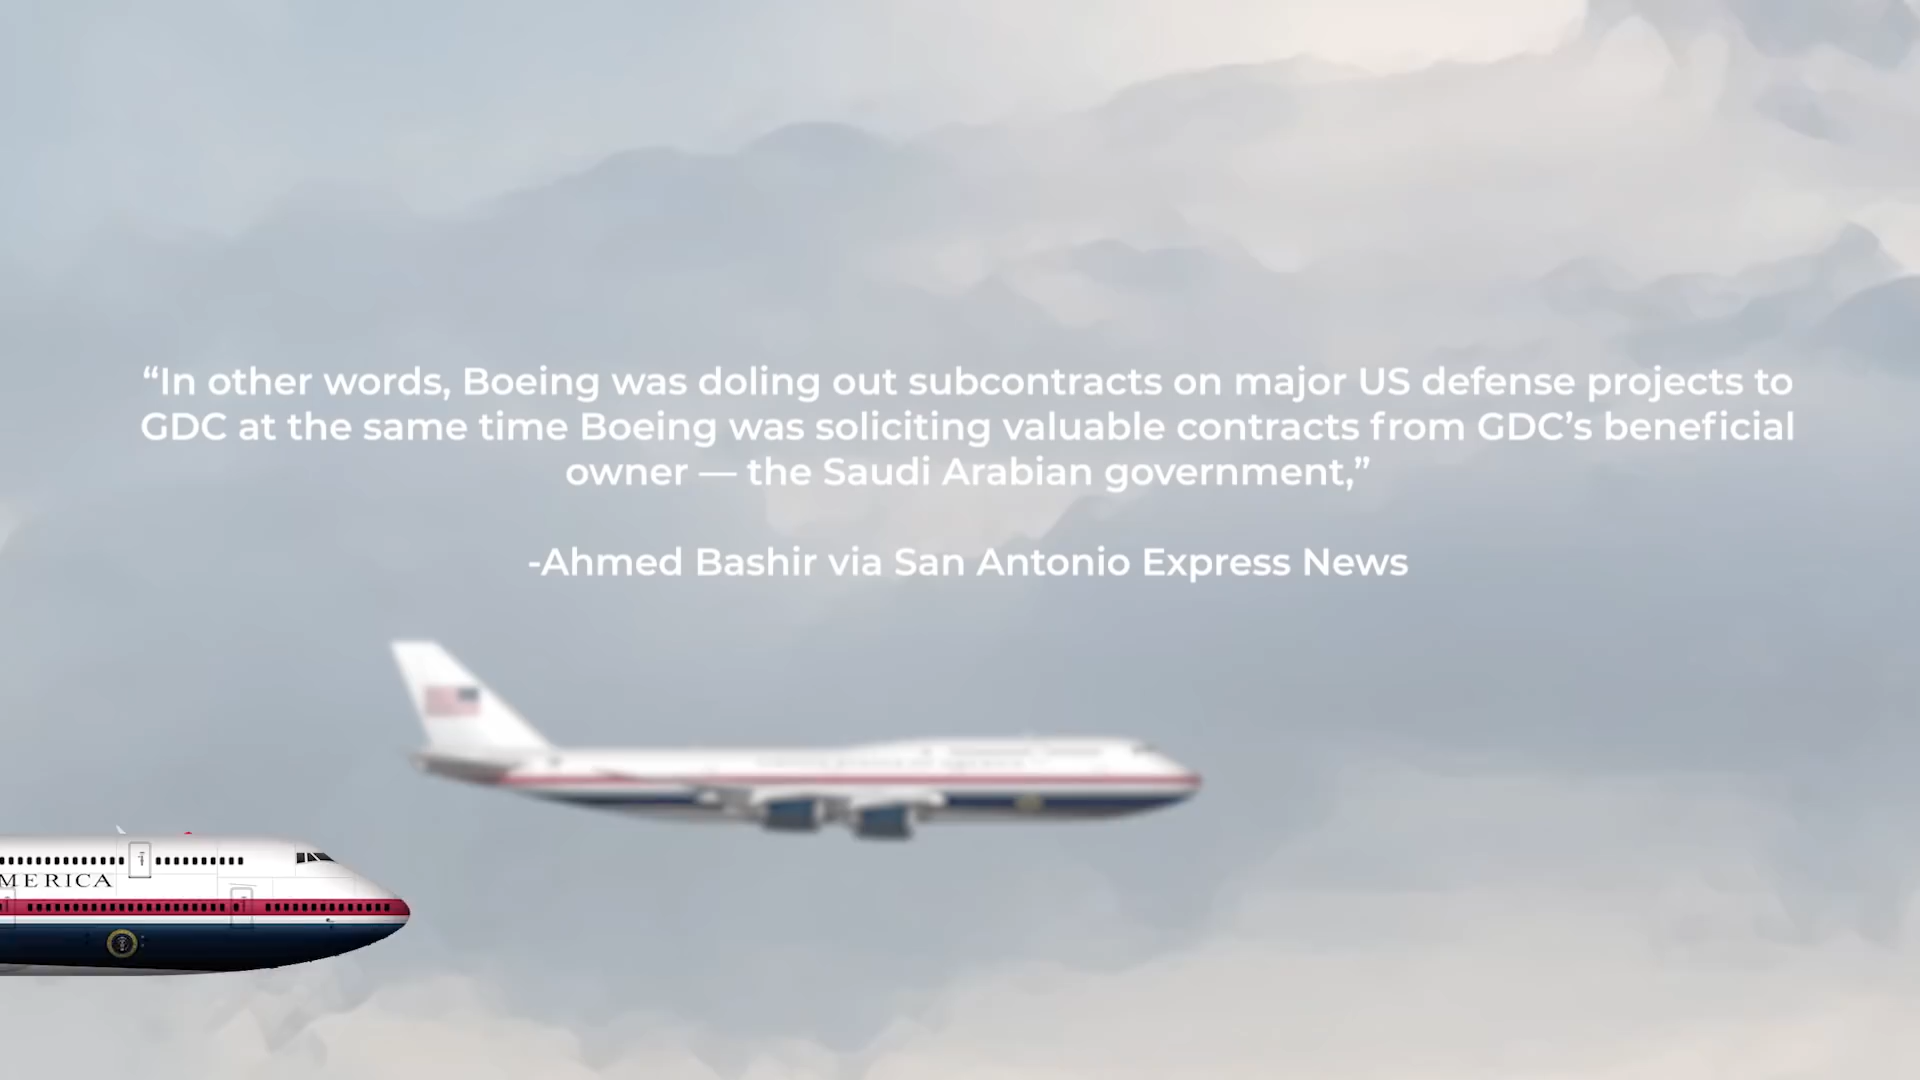 “In other words, Boeing was doling out subcontracts on major US defense projects to
GDC at the same time Boeing was soliciting valuable contracts from GDC’s beneficial
owner — the Saudi Arabian government,”
-Ahmed Bashir via San Antonio Express News
MERICA